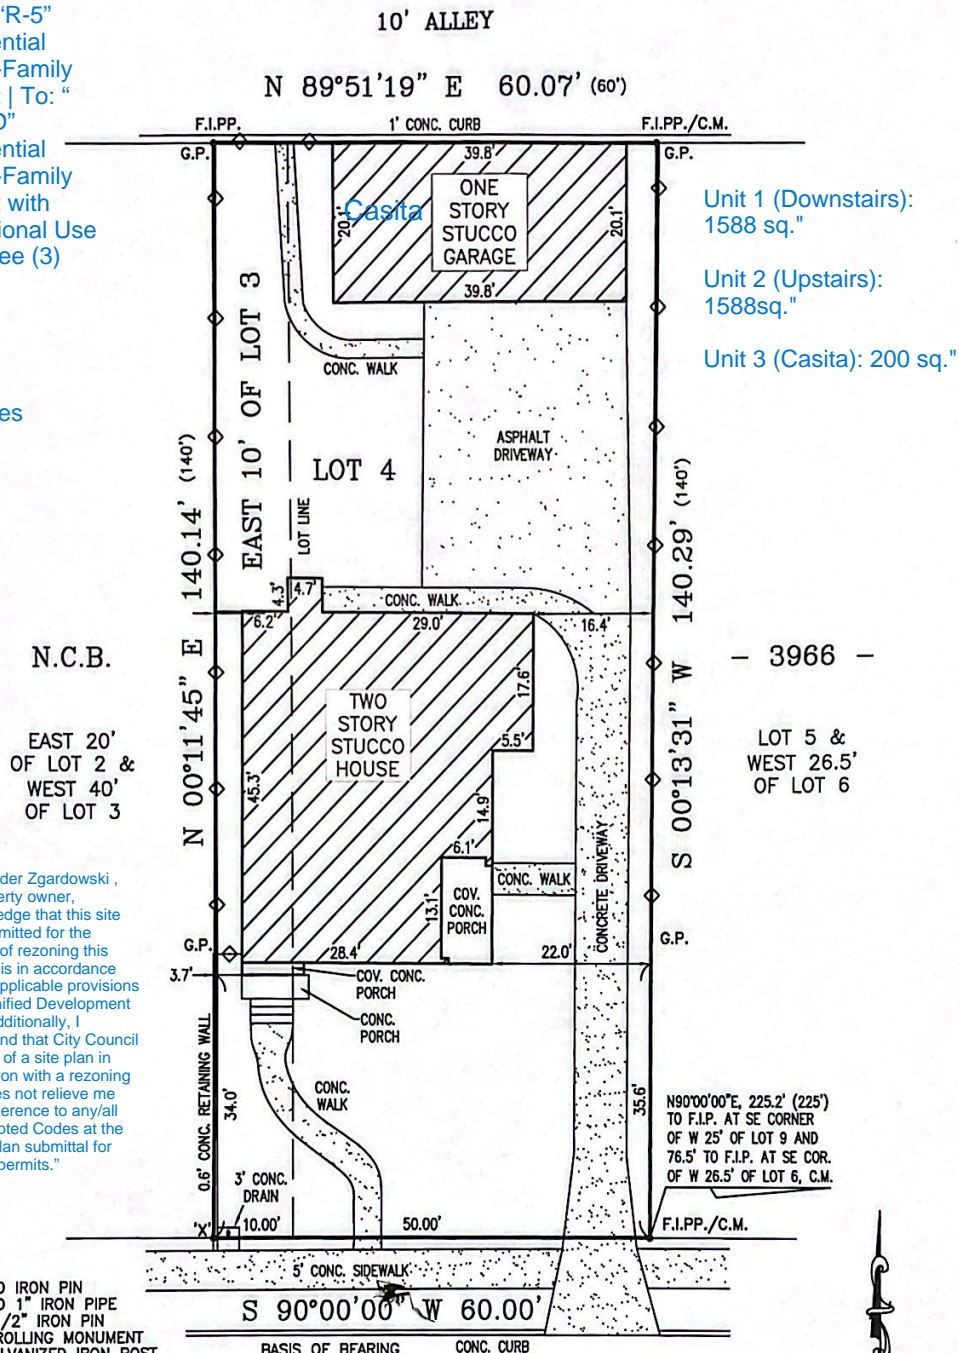 10' ALLEY
N 89°51'19" E 60.07' (60')
F.I.PP.
1' CONC. CURB
F.I.PP./C.M.
G.P.
G.P.
"R-5"
ential
-Family
t | To: "
D"
ential
-Family
t with
tional Use
ree (3)
es
39.8'
ONE
STORY
STUCCO
GARAGE
Casita
20.1'
20.1'
39.8'
Unit 1 (Downstairs):
1588 sq."
Unit 2 (Upstairs):
1588sq."
Unit 3 (Casita): 200 sq."
CONC. WALK
EAST 10' OF LOT 3
LOT 4
LOT LINE
ASPHALT
DRIVEWAY
N 00°11'45" E 140.14' (140')
S 00°13'31" W 140.29' (140')
4.3'
4.7'
CONC. WALK
6.2'
29.0'
16.4'
N.C.B.
- 3966 -
TWO
STORY
STUCCO
HOUSE
17.6'
5.5'
EAST 20'
OF LOT 2 &
WEST 40'
OF LOT 3
LOT 5 &
WEST 26.5'
OF LOT 6
45.3'
14.9'
6.1'
13.1'
COV.
CONC.
PORCH
CONC. WALK
CONCRETE DRIVEWAY
der Zgardowski ,
erty owner,
edge that this site
mitted for the
of rezoning this
is in accordance
applicable provisions
nified Development
dditionally, I
nd that City Council
of a site plan in
on with a rezoning
es not relieve me
erence to any/all
oted Codes at the
lan submittal for
permits."
G.P.
G.P.
28.4'
22.0'
3.7'
COV. CONC.
PORCH
CONC.
PORCH
0.6' CONC. RETAINING WALL
34.0'
CONC.
WALK
35.6'
N90°00'00"E, 225.2' (225')
TO F.I.P. AT SE CORNER
OF W 25' OF LOT 9 AND
76.5' TO F.I.P. AT SE COR.
OF W 26.5' OF LOT 6, C.M.
3' CONC.
DRAIN
'X'
10.00'
50.00'
F.I.PP./C.M.
5' CONC. SIDEWALK
S 90°00'00" W 60.00'
BASIS OF BEARING
CONC. CURB
D IRON PIN
D 1" IRON PIPE
/2" IRON PIN
ROLLING MONUMENT
LVANIZED IRON POST